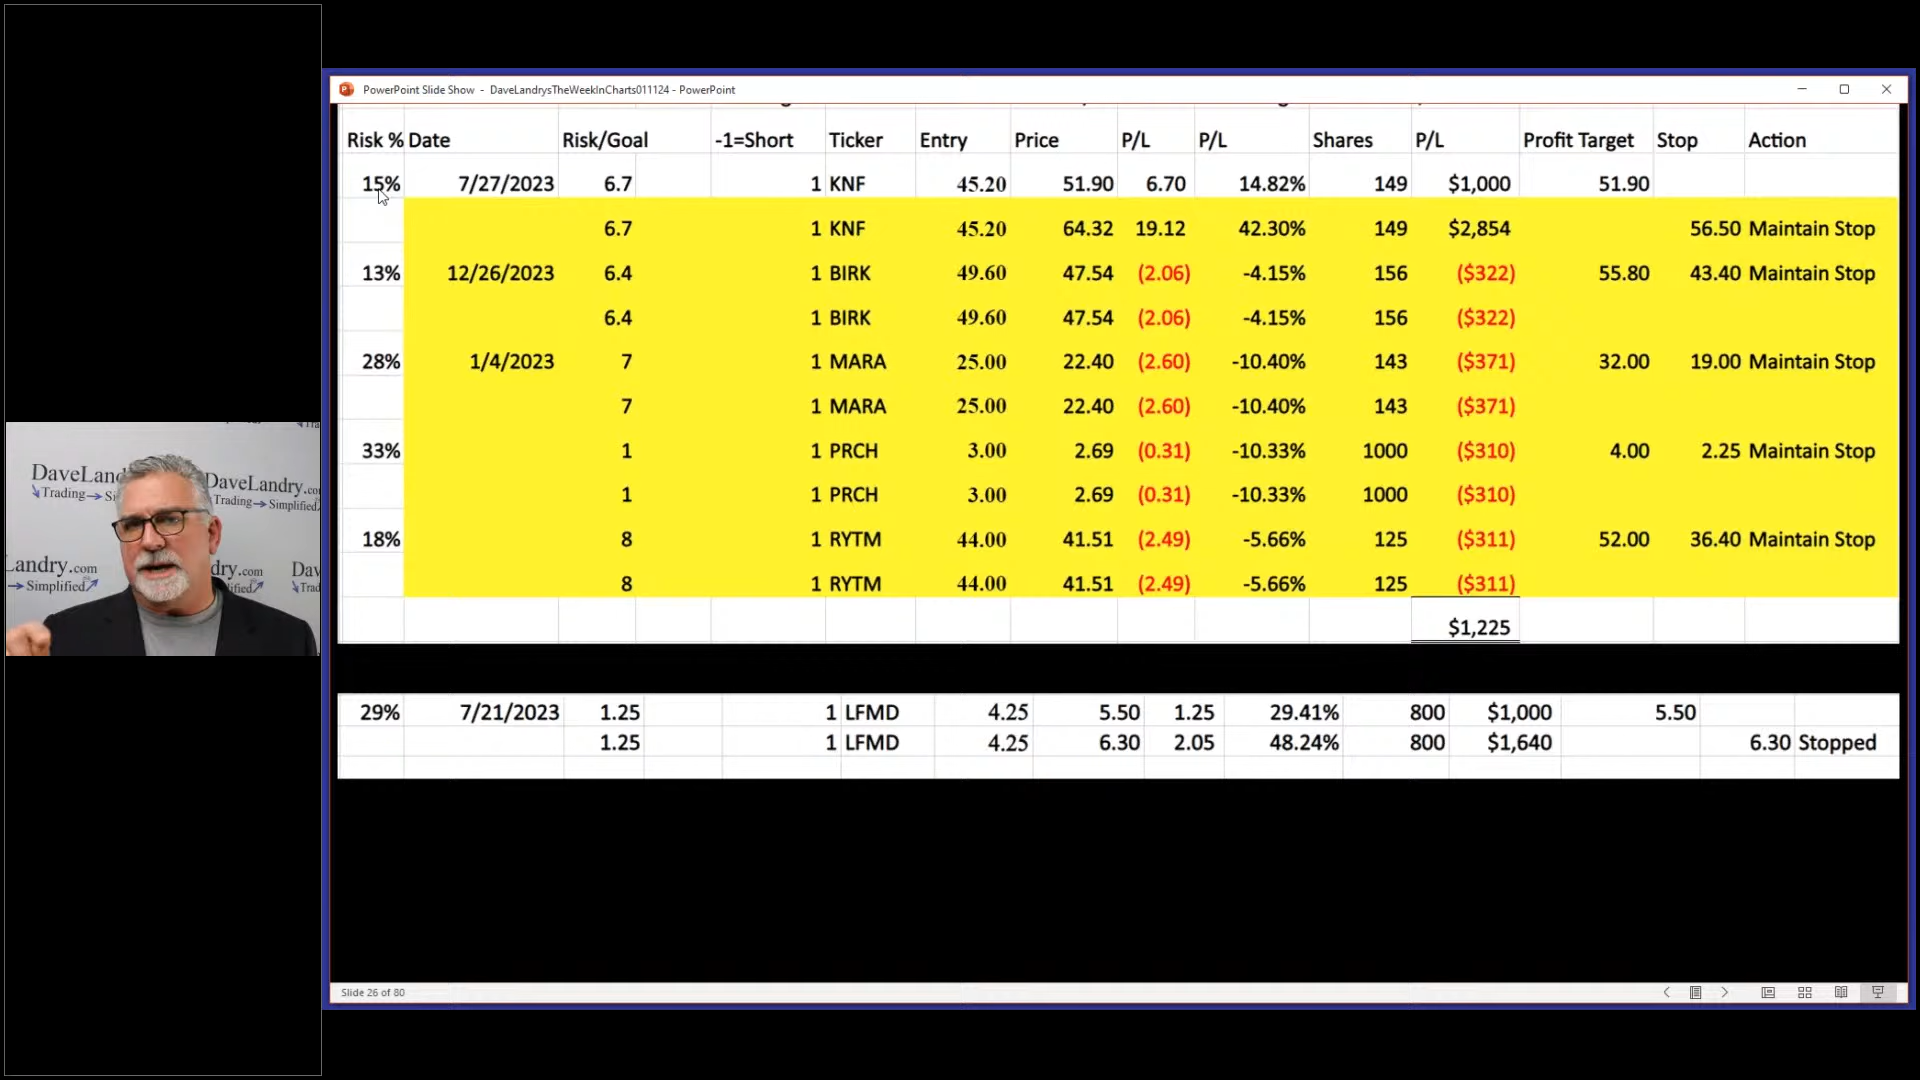 PowerPoint Slide Show - DaveLandrysTheWeekInCharts011124 - PowerPoint
Risk % Date Risk/Goal -1=Short Ticker Entry Price P/L P/L Shares P/L Profit Target Stop Action
15% 7/27/2023 6.7 1 KNF 45.20 51.90 6.70 14.82% 149 $1,000 51.90
6.7 1 KNF 45.20 64.32 19.12 42.30% 149 $2,854 56.50 Maintain Stop
13% 12/26/2023 6.4 1 BIRK 49.60 47.54 (2.06) -4.15% 156 ($322) 55.80 43.40 Maintain Stop
6.4 1 BIRK 49.60 47.54 (2.06) -4.15% 156 ($322)
28% 1/4/2023 7 1 MARA 25.00 22.40 (2.60) -10.40% 143 ($371) 32.00 19.00 Maintain Stop
7 1 MARA 25.00 22.40 (2.60) -10.40% 143 ($371)
33% 1 1 PRCH 3.00 2.69 (0.31) -10.33% 1000 ($310) 4.00 2.25 Maintain Stop
1 1 PRCH 3.00 2.69 (0.31) -10.33% 1000 ($310)
18% 8 1 RYTM 44.00 41.51 (2.49) -5.66% 125 ($311) 52.00 36.40 Maintain Stop
8 1 RYTM 44.00 41.51 (2.49) -5.66% 125 ($311)
$1,225
29% 7/21/2023 1.25 1 LFMD 4.25 5.50 1.25 29.41% 800 $1,000 5.50
1.25 1 LFMD 4.25 6.30 2.05 48.24% 800 $1,640 6.30 Stopped
Slide 26 of 80
DaveLan
DaveLandry.co
Trading
Trading Simplified
Landry.com
dry.com
Dav
Simplified